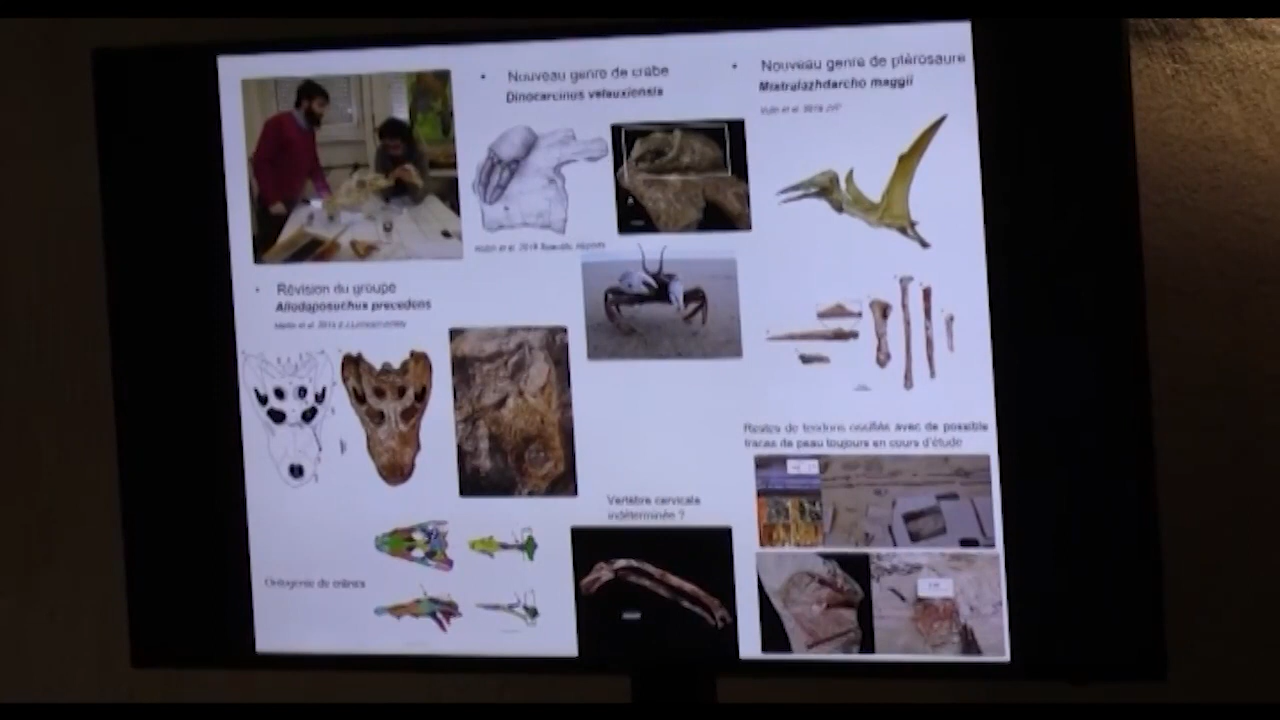 • Nouveau genre de crabe
Dinocarcinus velauxiensis
• Nouveau genre de ptérosaure
Mistralazhdarcho maggii
• Révision du groupe
Allodaposuchus precedens
Restes de tendons ossifiés avec de possible
traces de peau toujours en cours d'étude
Vertèbre cervicale
indéterminée ?
Ontogenie de crânes